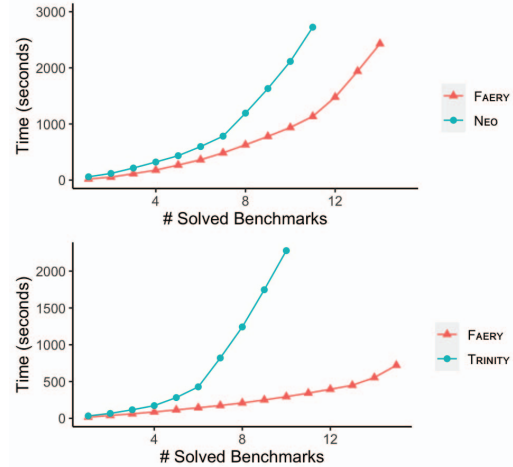 3000
2000
1000
0
Time (seconds)
4
8
12
# Solved Benchmarks
FAERY
NEO
2000
1500
1000
500
0
Time (seconds)
4
8
12
# Solved Benchmarks
FAERY
TRINITY